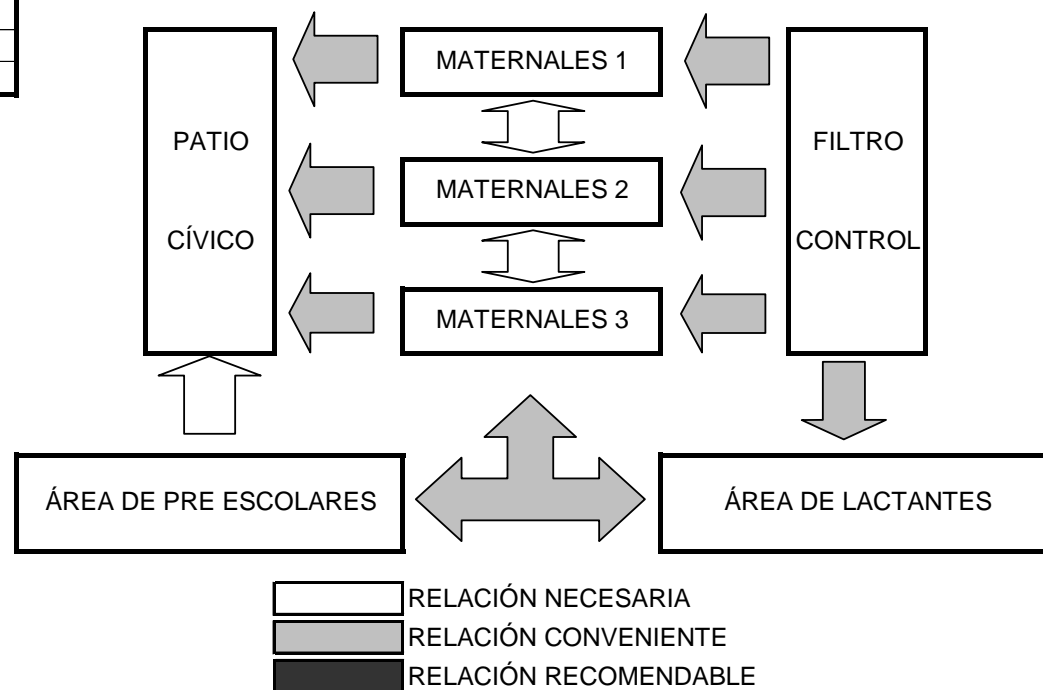 MATERNALES 1
PATIO
CÍVICO
MATERNALES 2
MATERNALES 3
FILTRO
CONTROL
ÁREA DE PRE ESCOLARES
ÁREA DE LACTANTES
RELACIÓN NECESARIA
RELACIÓN CONVENIENTE
RELACIÓN RECOMENDABLE